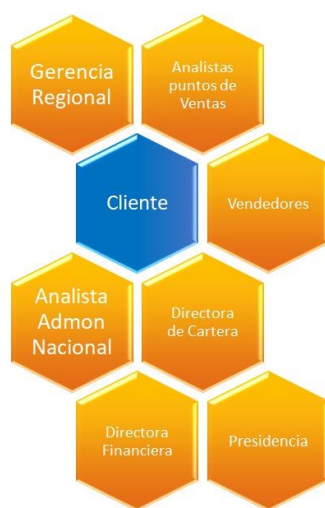 Gerencia
Regional
Analistas
puntos de
Ventas
Cliente
Vendedores
Analista
Admon
Nacional
Directora
de Cartera
Directora
Financiera
Presidencia